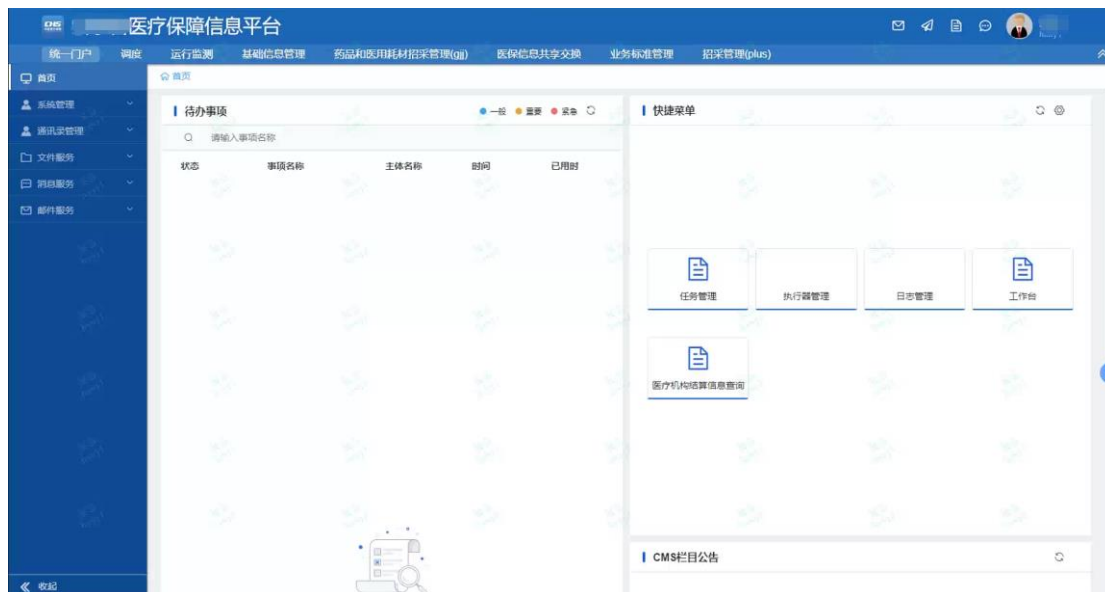 CHS 医疗保障信息平台
统一门户 调度 运行监测 基础信息管理 药品和医用耗材招采管理(gjj) 医保信息共享交换 业务标准管理 招采管理(plus)
首页
系统管理
通讯录管理
文件服务
消息服务
邮件服务
收起
首页
待办事项 一般 重要 紧急
请输入事项名称
状态 事项名称 主体名称 时间 已用时
快捷菜单
任务管理 执行器管理 日志管理 工作台
医疗机构结算信息查询
CMS栏目公告